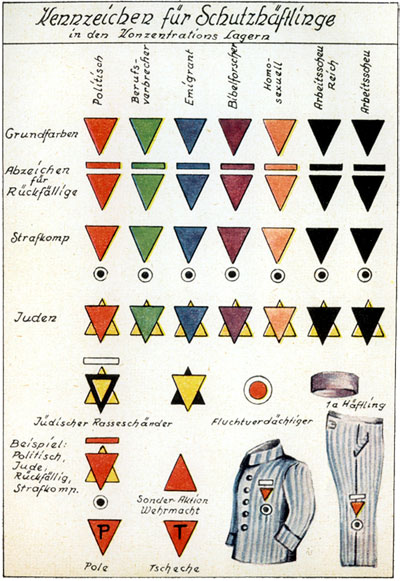 Kennzeichen für Schutzhäftlinge
in den Konzentrations Lagern
Politisch
Berufs-
verbrecher
Emigrant
Bibelforscher
Homo-
sexuell
Arbeitsscheu
Reich
Arbeitsscheu
Grundfarben
Abzeichen
für
Rückfällige
Strafkomp
Juden
Jüdischer Rasseschänder
Fluchtverdächtiger
1a Häftling
Beispiel:
Politisch,
Jude,
Rückfällig,
Strafkomp.
Sonder Aktion
Wehrmacht
P
T
Pole
Tscheche